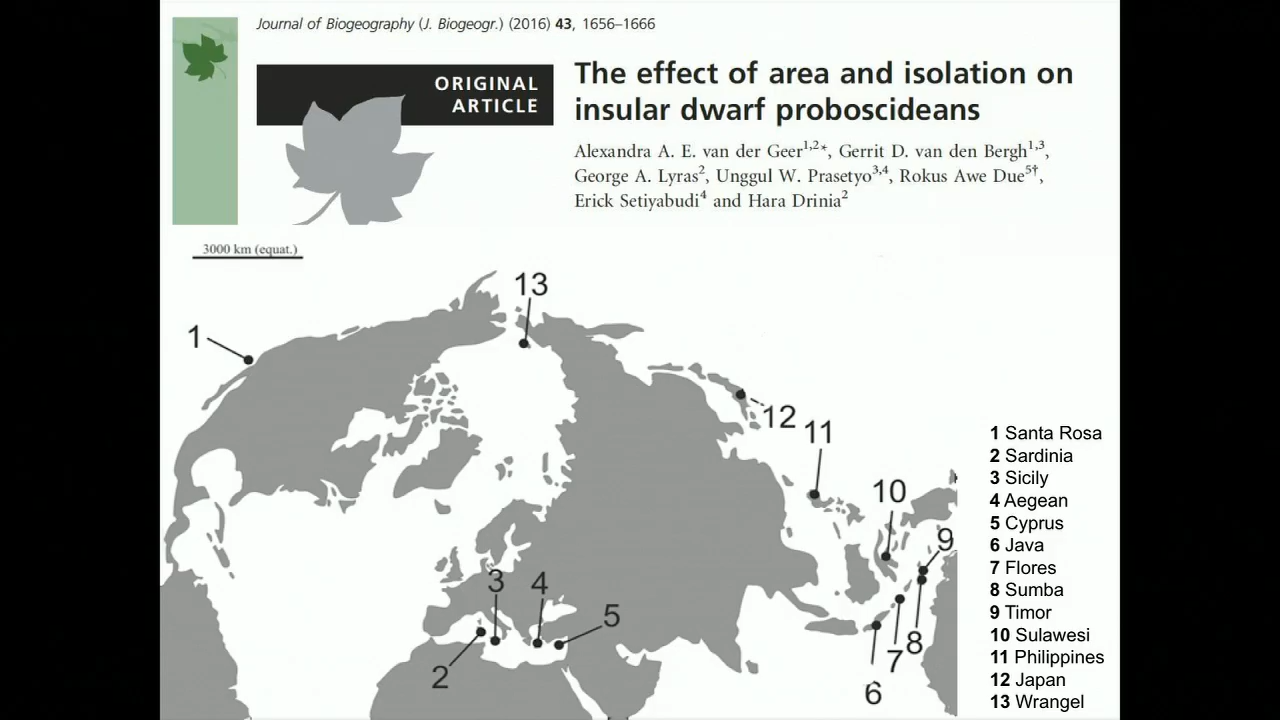 Journal of Biogeography (J. Biogeogr.) (2016) 43, 1656–1666
ORIGINAL
ARTICLE
The effect of area and isolation on
insular dwarf proboscideans
Alexandra A. E. van der Geer1,2*, Gerrit D. van den Bergh1,3,
George A. Lyras2, Unggul W. Prasetyo3,4, Rokus Awe Due5†,
Erick Setiyabudi4 and Hara Drinia2
3000 km (equat.)
13
1
12
11
10
9
3
4
5
2
8
7
6
1 Santa Rosa
2 Sardinia
3 Sicily
4 Aegean
5 Cyprus
6 Java
7 Flores
8 Sumba
9 Timor
10 Sulawesi
11 Philippines
12 Japan
13 Wrangel